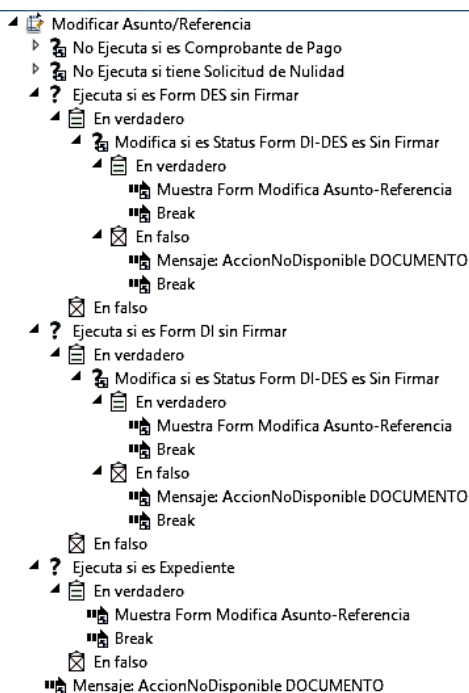 Modificar Asunto/Referencia
No Ejecuta si es Comprobante de Pago
No Ejecuta si tiene Solicitud de Nulidad
Ejecuta si es Form DES sin Firmar
En verdadero
Modifica si es Status Form DI-DES es Sin Firmar
En verdadero
Muestra Form Modifica Asunto-Referencia
Break
En falso
Mensaje: AccionNoDisponible DOCUMENTO
Break
En falso
Ejecuta si es Form DI sin Firmar
En verdadero
Modifica si es Status Form DI-DES es Sin Firmar
En verdadero
Muestra Form Modifica Asunto-Referencia
Break
En falso
Mensaje: AccionNoDisponible DOCUMENTO
Break
En falso
Ejecuta si es Expediente
En verdadero
Muestra Form Modifica Asunto-Referencia
Break
En falso
Mensaje: AccionNoDisponible DOCUMENTO